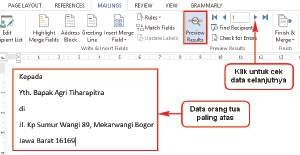 FILE
PAGE LAYOUT
REFERENCES
MAILINGS
REVIEW
VIEW
GRAMMARLY
Edit
Recipient List
Highlight
Merge Fields
Address
Block
Greeting
Line
Insert Merge
Field
Rules
Match Fields
Update Labels
Preview
Results
1
Find Recipient
Check for Errors
Finish &
Merge
Write & Insert Fields
Preview Results
Finish
Klik untuk cek
data selanjutnya
Kepada
Yth. Bapak Agri Tiharapitra
di
Jl. Kp Sumur Wangi 89, Mekarwangi Bogor
Jawa Barat 16169
Data orang tua
paling atas